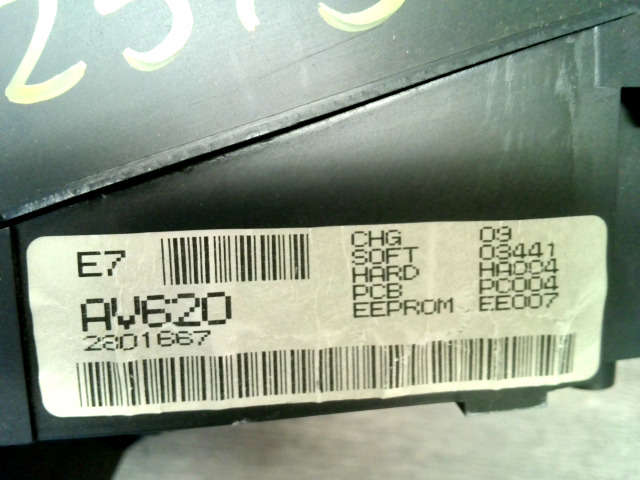 E7
AV620
2301667
CHG 09
SOFT 03441
HARD HA004
PCB PC004
EEPROM EE007